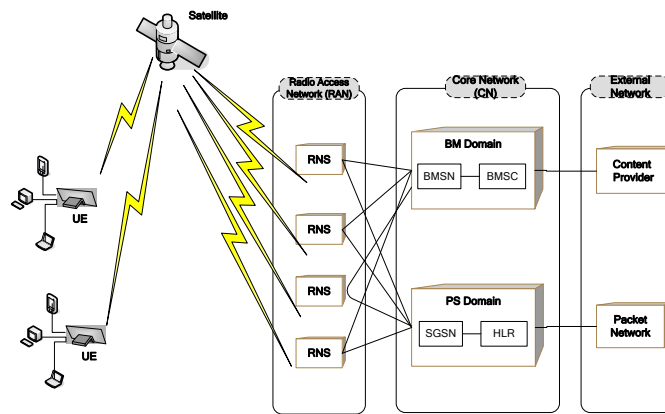 Satellite
Radio Access
Network (RAN)
Core Network
(CN)
External
Network
RNS
RNS
RNS
RNS
BM Domain
BMSN
BMSC
PS Domain
SGSN
HLR
Content
Provider
Packet
Network
UE
UE